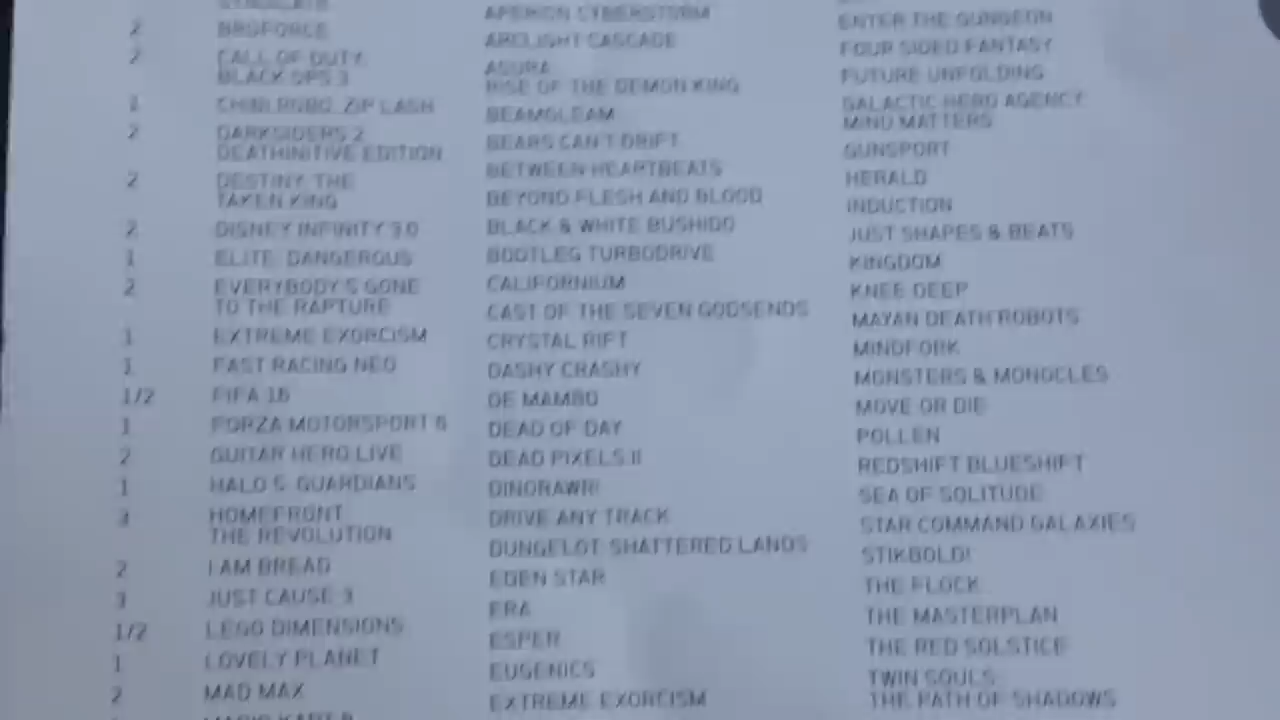 2 BROFORCE
2 CALL OF DUTY
BLACK OPS 3
1 CHIBI ROBO: ZIP LASH
2 DARKSIDERS 2
DEATHINITIVE EDITION
2 DESTINY: THE
TAKEN KING
2 DISNEY INFINITY 3.0
1 ELITE: DANGEROUS
2 EVERYBODY'S GONE
TO THE RAPTURE
1 EXTREME EXORCISM
1 FAST RACING NEO
1/2 FIFA 16
1 FORZA MOTORSPORT 6
2 GUITAR HERO LIVE
1 HALO 5: GUARDIANS
3 HOMEFRONT
THE REVOLUTION
2 I AM BREAD
3 JUST CAUSE 3
1/2 LEGO DIMENSIONS
1 LOVELY PLANET
2 MAD MAX
MARIO KART 8
APERION CYBERSTORM
ARCLIGHT CASCADE
ASURA
RISE OF THE DEMON KING
BEAMGLEAM
BEARS CAN'T DRIFT
BETWEEN HEARTBEATS
BEYOND FLESH AND BLOOD
BLACK & WHITE BUSHIDO
BOOTLEG TURBODRIVE
CALIFORNIUM
CAST OF THE SEVEN GODSENDS
CRYSTAL RIFT
DASHY CRASHY
DE MAMBO
DEAD OF DAY
DEAD PIXELS II
DINORAWR!
DRIVE ANY TRACK
DUNGELOT: SHATTERED LANDS
EDEN STAR
ERA
ESPER
EUGENICS
EXTREME EXORCISM
ENTER THE GUNGEON
FOUR SIDED FANTASY
FUTURE UNFOLDING
GALACTIC HERO AGENCY
MIND MATTERS
GUNSPORT
HERALD
INDUCTION
JUST SHAPES & BEATS
KINGDOM
KNEE DEEP
MAYAN DEATH ROBOTS
MINDFORK
MONSTERS & MONOCLES
MOVE OR DIE
POLLEN
REDSHIFT BLUESHIFT
SEA OF SOLITUDE
STAR COMMAND GALAXIES
STIKBOLD!
THE FLOCK
THE MASTERPLAN
THE RED SOLSTICE
TWIN SOULS:
THE PATH OF SHADOWS